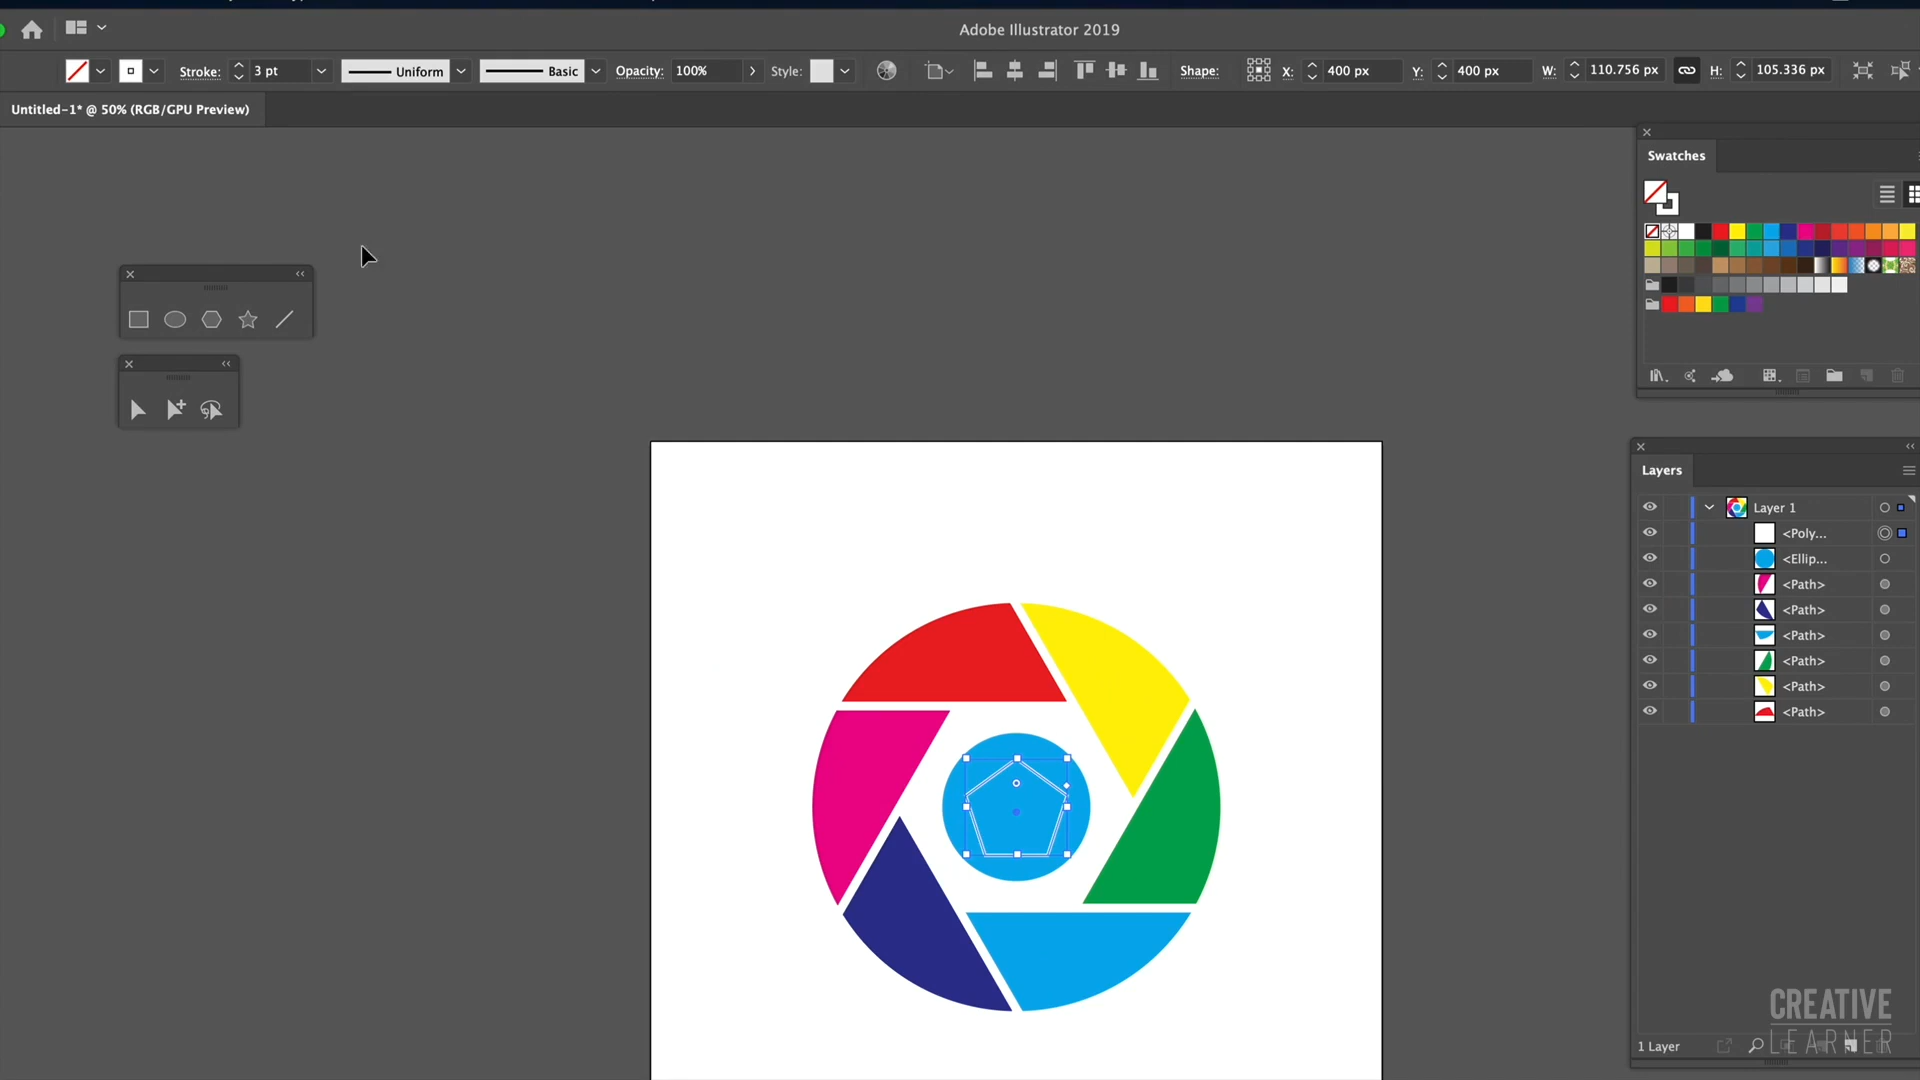 Adobe Illustrator 2019
Stroke: 3 pt Uniform Basic Opacity: 100% Style: Shape: X: 400 px Y: 400 px W: 110.756 px H: 105.336 px
Untitled-1* @ 50% (RGB/GPU Preview)
Swatches
Layers
Layer 1
<Poly...
<Ellip...
<Path>
<Path>
<Path>
<Path>
<Path>
<Path>
1 Layer
CREATIVE
LEARNER